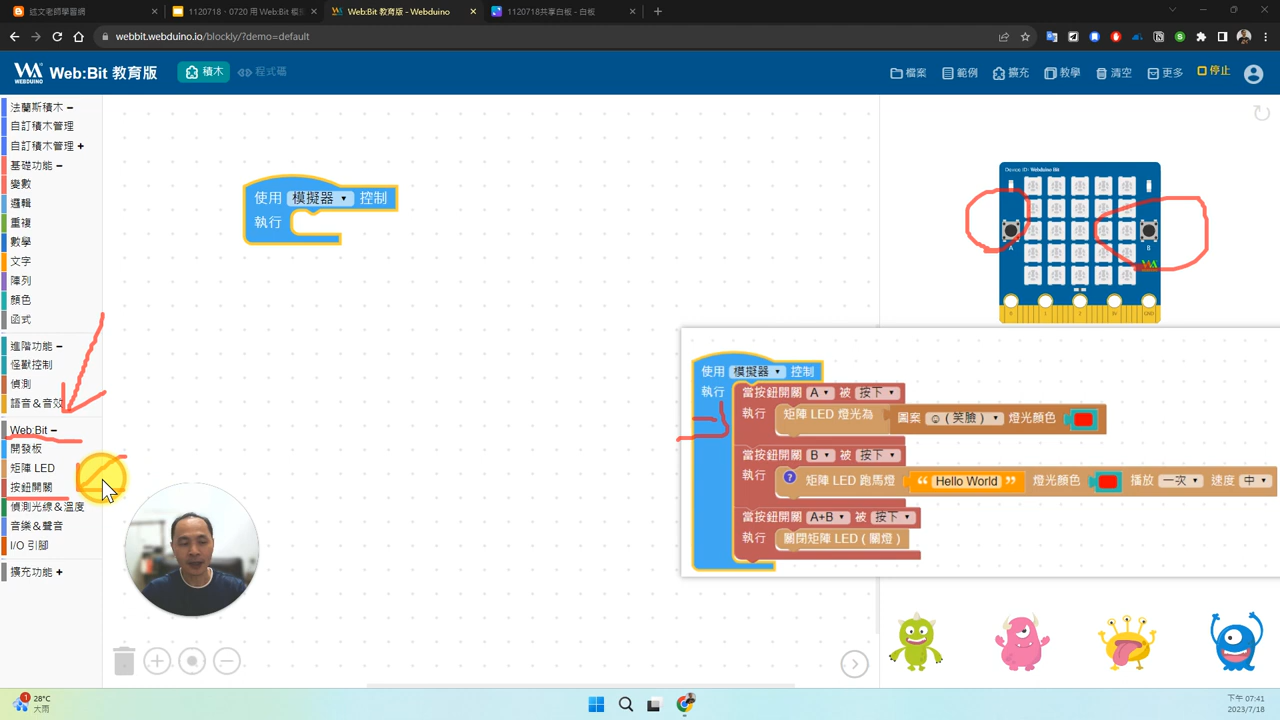 述文老師學習網
1120718、0720 用 Web:Bit 模
Web:Bit 教育版 - Webduino
1120718共享白板 - 白板
webbit.webduino.io/blockly/?demo=default
WEBDUINO
Web:Bit 教育版
積木
程式碼
檔案
範例
擴充
教學
清空
更多
停止
法蘭斯積木
自訂積木管理
自訂積木管理
基礎功能
變數
邏輯
重複
數學
文字
陣列
顏色
函式
進階功能
怪獸控制
偵測
語音&音效
Web:Bit
開發板
矩陣 LED
按鈕開關
偵測光線&溫度
音樂&聲音
I/O 引腳
擴充功能
使用 模擬器 控制
執行
A
B
使用 模擬器 控制
執行
當按鈕開關 A 被 按下
執行 矩陣 LED 燈光為 圖案 ☺(笑臉) 燈光顏色
當按鈕開關 B 被 按下
執行 ? 矩陣 LED 跑馬燈 “ Hello World ” 燈光顏色 播放 一次 速度 中
當按鈕開關 A+B 被 按下
執行 關閉矩陣 LED(關燈)
1
28°C
大雨
下午 07:41
2023/7/18